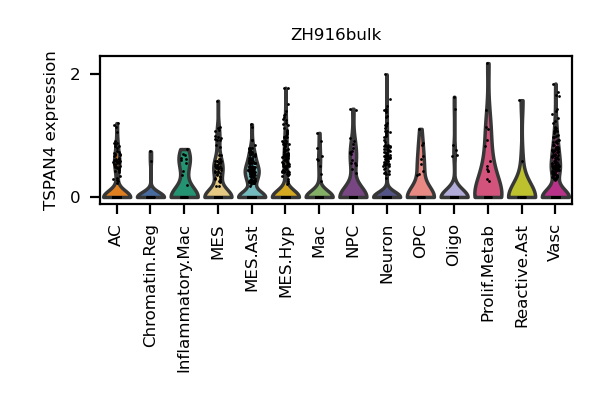 ZH916bulk
TSPAN4 expression
2
0
AC
Chromatin.Reg
Inflammatory.Mac
MES
MES.Ast
MES.Hyp
Mac
NPC
Neuron
OPC
Oligo
Prolif.Metab
Reactive.Ast
Vasc